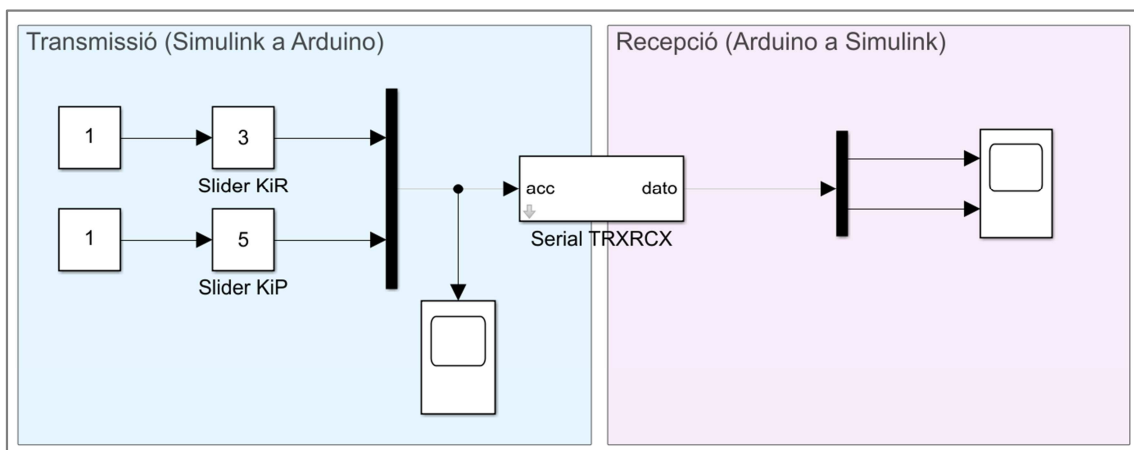 Transmissió (Simulink a Arduino)
Recepció (Arduino a Simulink)
1
3
Slider KiR
acc
dato
Serial TRXRCX
1
5
Slider KiP